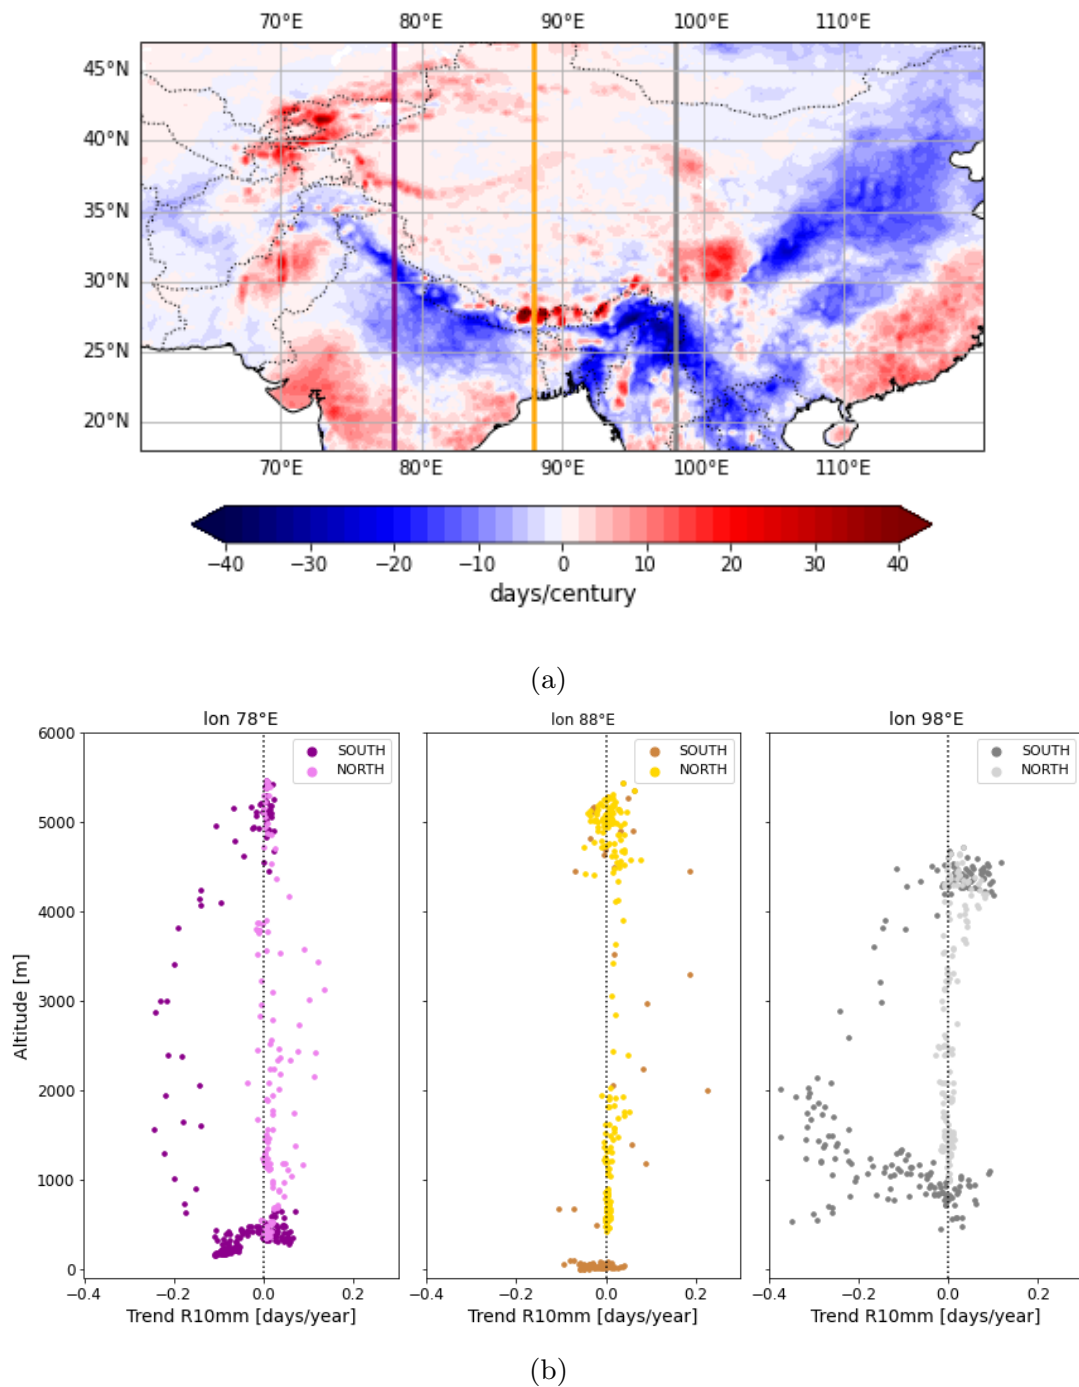 70°E 80°E 90°E 100°E 110°E
45°N
40°N
35°N
30°N
25°N
20°N
70°E 80°E 90°E 100°E 110°E
−40 −30 −20 −10 0 10 20 30 40
days/century
(a)
lon 78°E
lon 88°E
lon 98°E
6000
5000
4000
3000
2000
1000
0
Altitude [m]
SOUTH
NORTH
SOUTH
NORTH
SOUTH
NORTH
−0.4 −0.2 0.0 0.2
−0.4 −0.2 0.0 0.2
−0.4 −0.2 0.0 0.2
Trend R10mm [days/year]
Trend R10mm [days/year]
Trend R10mm [days/year]
(b)